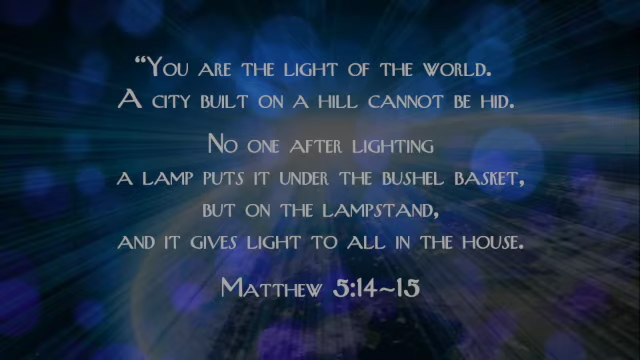 “You are the light of the world.
A city built on a hill cannot be hid.
No one after lighting
a lamp puts it under the bushel basket,
but on the lampstand,
and it gives light to all in the house.
Matthew 5:14~15